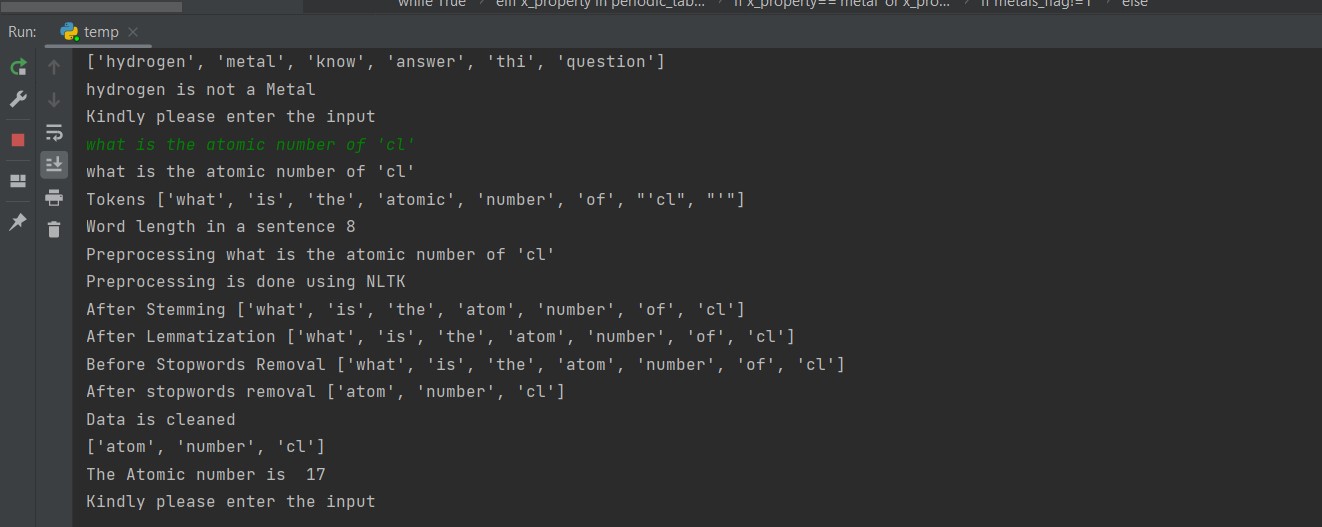 while True › elif x_property in periodic_tab... › if x_property== metal or x_pro... › if metals_flag!=1 › else
Run: temp ×
['hydrogen', 'metal', 'know', 'answer', 'thi', 'question']
hydrogen is not a Metal
Kindly please enter the input
what is the atomic number of 'cl'
what is the atomic number of 'cl'
Tokens ['what', 'is', 'the', 'atomic', 'number', 'of', "'cl", "'"]
Word length in a sentence 8
Preprocessing what is the atomic number of 'cl'
Preprocessing is done using NLTK
After Stemming ['what', 'is', 'the', 'atom', 'number', 'of', 'cl']
After Lemmatization ['what', 'is', 'the', 'atom', 'number', 'of', 'cl']
Before Stopwords Removal ['what', 'is', 'the', 'atom', 'number', 'of', 'cl']
After stopwords removal ['atom', 'number', 'cl']
Data is cleaned
['atom', 'number', 'cl']
The Atomic number is  17
Kindly please enter the input